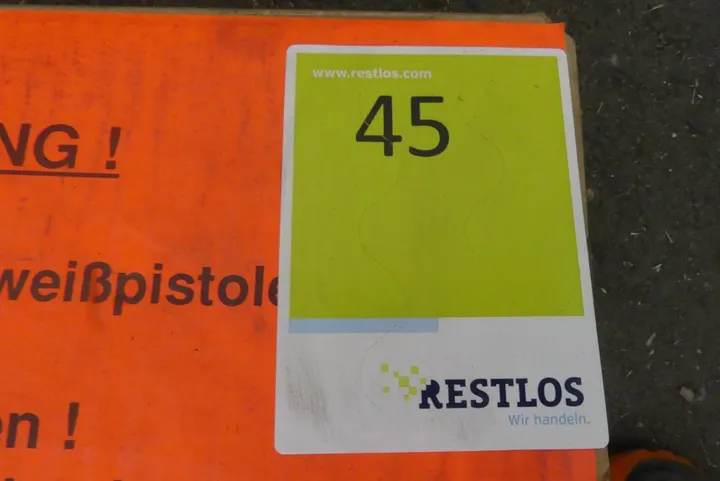 NG !
weißpistole
en !
www.restlos.com
45
RESTLOS
Wir handeln.